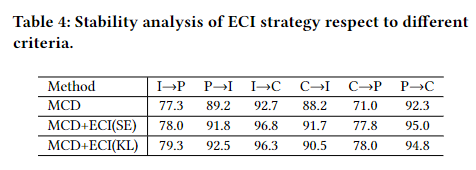 Table 4: Stability analysis of ECI strategy respect to different
criteria.
Method I→P P→I I→C C→I C→P P→C
MCD 77.3 89.2 92.7 88.2 71.0 92.3
MCD+ECI(SE) 78.0 91.8 96.8 91.7 77.8 95.0
MCD+ECI(KL) 79.3 92.5 96.3 90.5 78.0 94.8